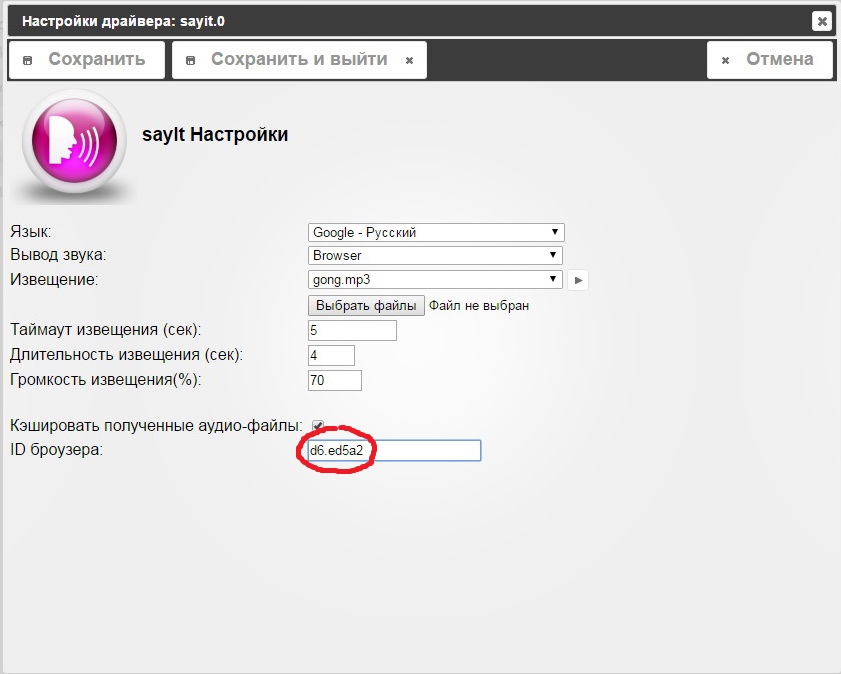 Настройки драйвера: sayit.0
Сохранить Сохранить и выйти Отмена
sayIt Настройки
Язык: Google - Русский
Вывод звука: Browser
Извещение: gong.mp3
Выбрать файлы Файл не выбран
Таймаут извещения (сек): 5
Длительность извещения (сек): 4
Громкость извещения(%): 70
Кэшировать полученные аудио-файлы:
ID броузера: d6.ed5a2